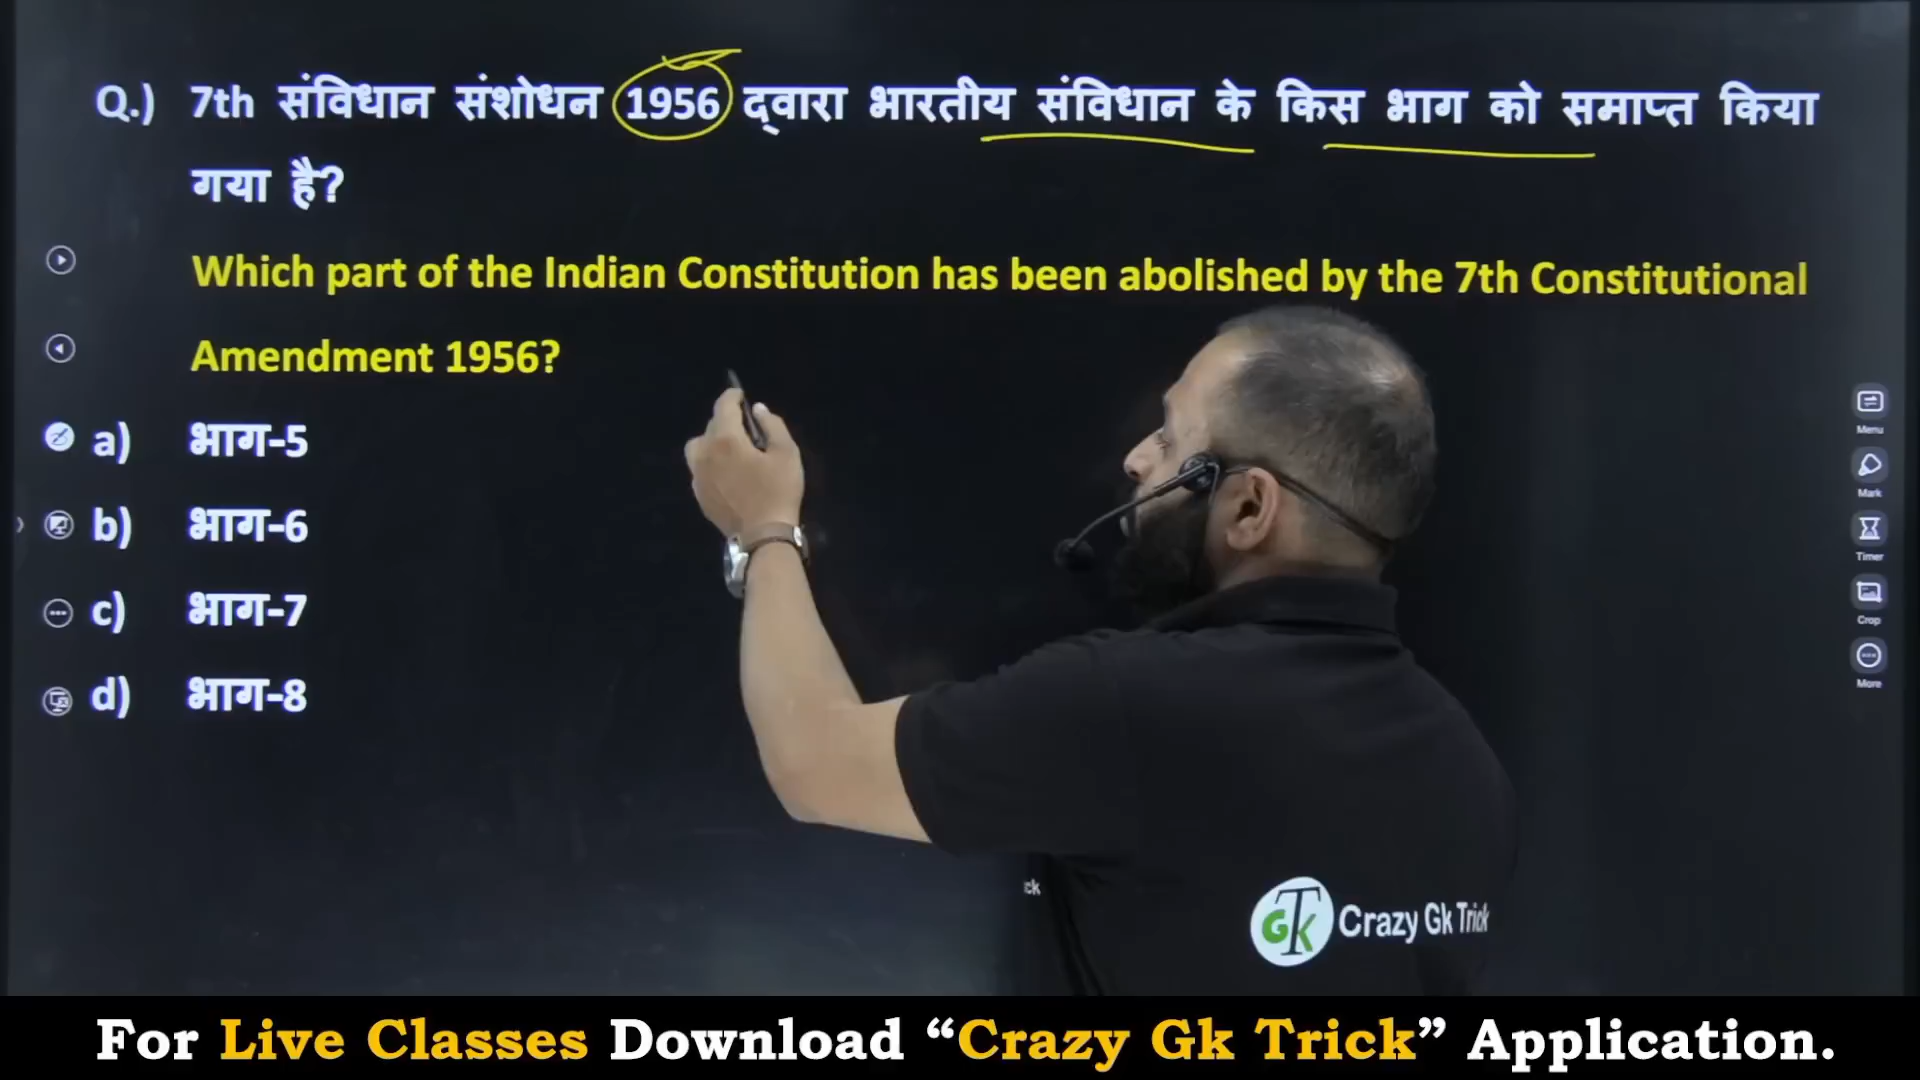 Q.) 7th संविधान संशोधन 1956 द्वारा भारतीय संविधान के किस भाग को समाप्त किया
गया है?
Which part of the Indian Constitution has been abolished by the 7th Constitutional
Amendment 1956?
a) भाग-5
b) भाग-6
c) भाग-7
d) भाग-8
Menu
Mark
Timer
Crop
More
ck
GTK Crazy Gk Trick
For Live Classes Download “Crazy Gk Trick” Application.